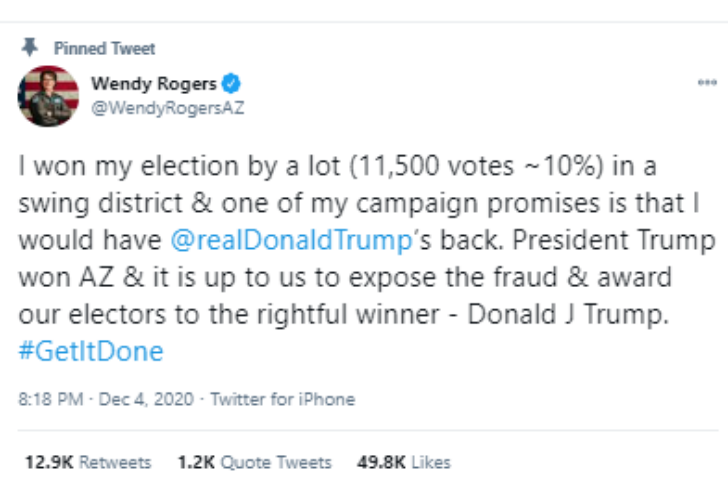 Pinned Tweet
Wendy Rogers
@WendyRogersAZ
I won my election by a lot (11,500 votes ~10%) in a
swing district & one of my campaign promises is that I
would have @realDonaldTrump's back. President Trump
won AZ & it is up to us to expose the fraud & award
our electors to the rightful winner - Donald J Trump.
#GetItDone
8:18 PM · Dec 4, 2020 · Twitter for iPhone
12.9K Retweets 1.2K Quote Tweets 49.8K Likes